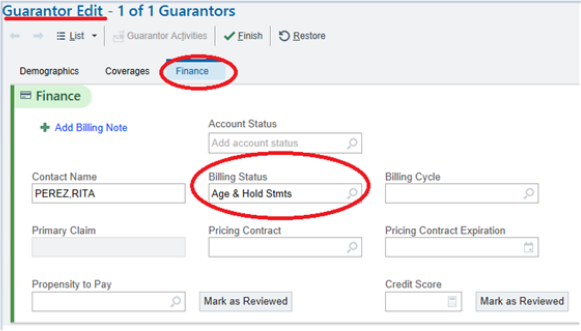 Guarantor Edit - 1 of 1 Guarantors
List Guarantor Activities Finish Restore
Demographics Coverages Finance
Finance
Add Billing Note
Account Status
Add account status
Contact Name Billing Status Billing Cycle
PEREZ,RITA Age & Hold Stmts
Primary Claim Pricing Contract Pricing Contract Expiration
Propensity to Pay Credit Score
Mark as Reviewed Mark as Reviewed